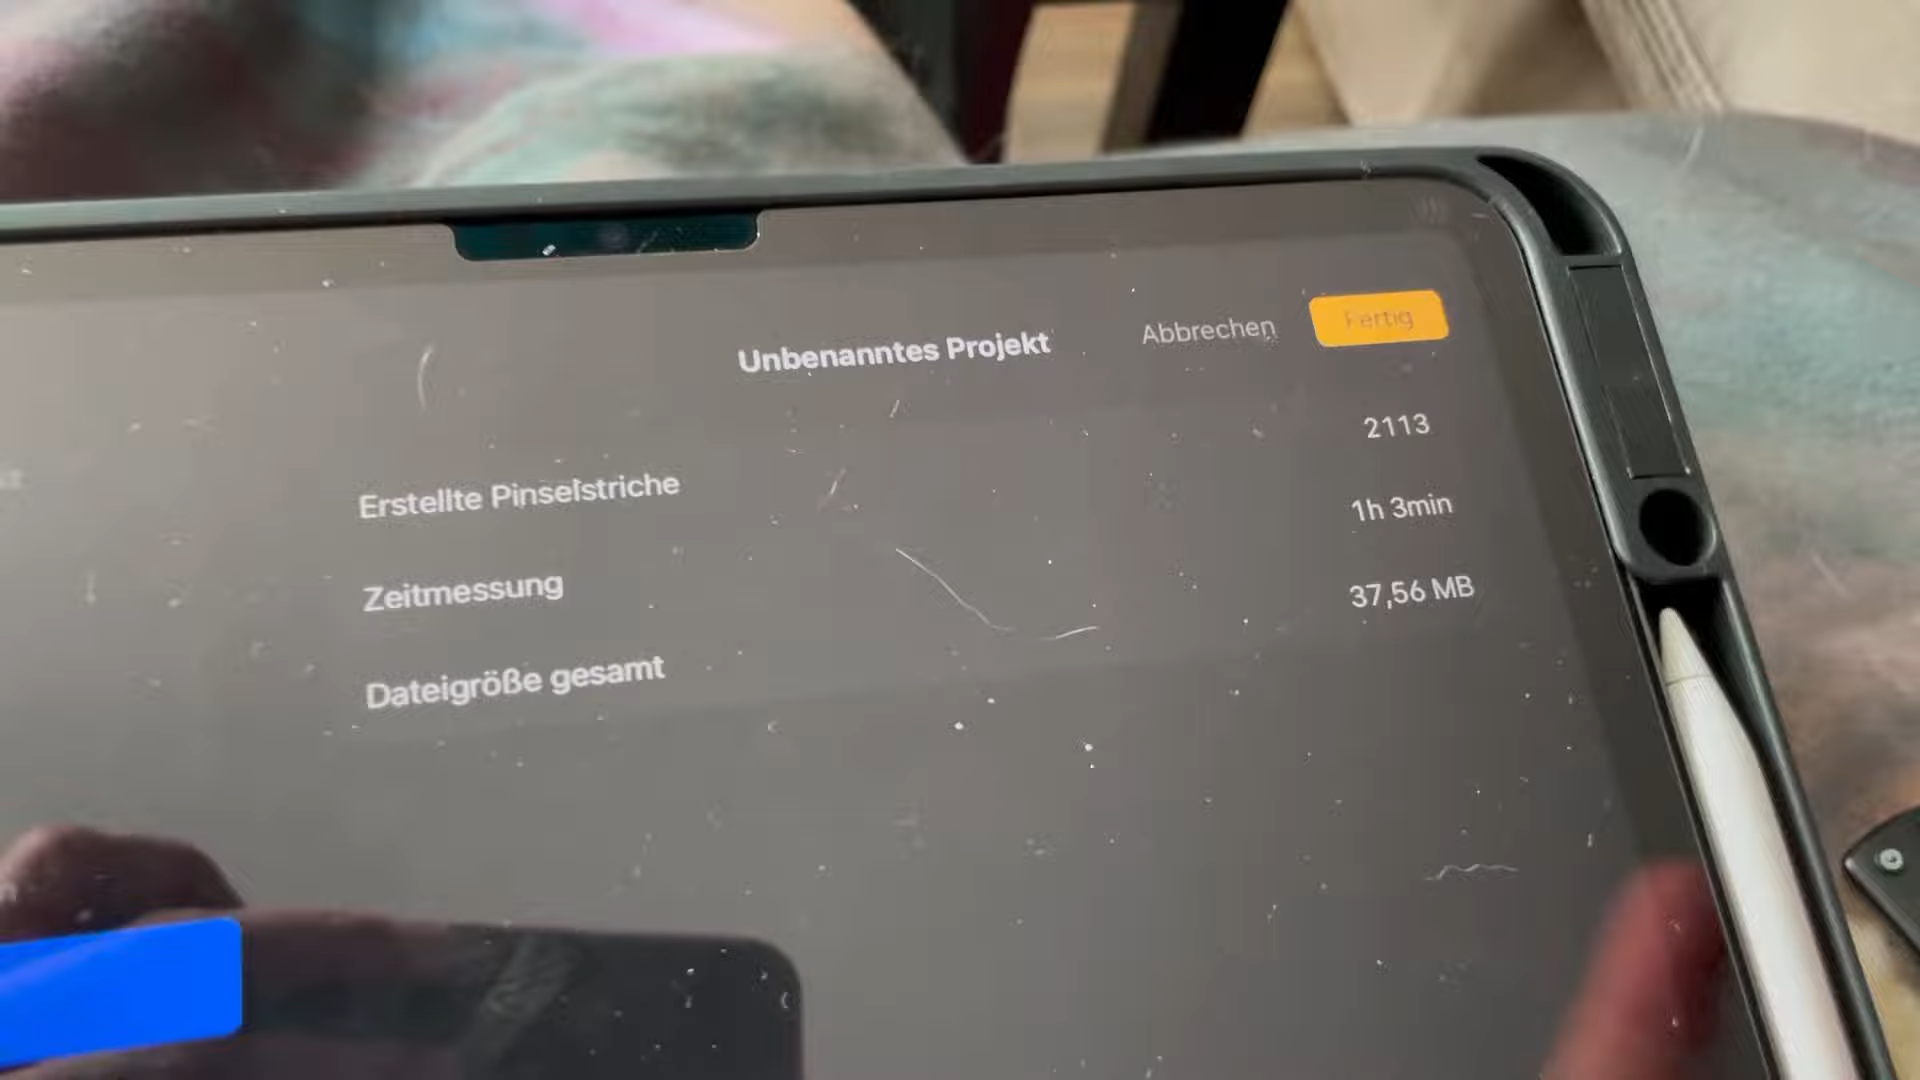 Unbenanntes Projekt
Abbrechen
Fertig
Erstellte Pinselstriche
2113
Zeitmessung
1h 3min
Dateigröße gesamt
37,56 MB